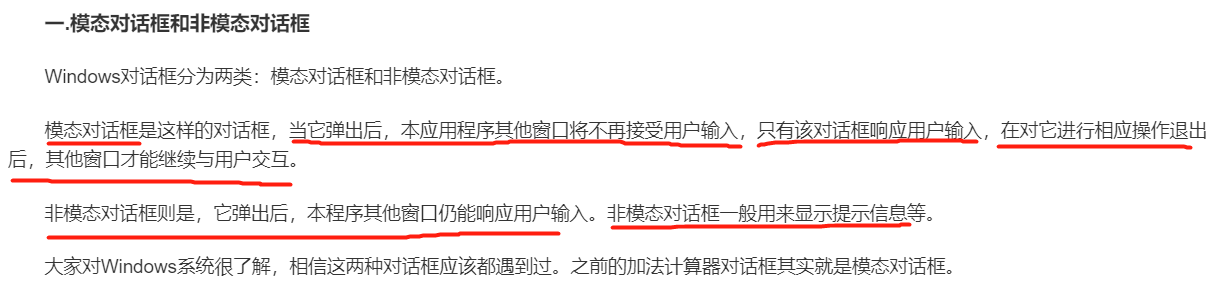 一.模态对话框和非模态对话框
Windows对话框分为两类：模态对话框和非模态对话框。
模态对话框是这样的对话框，当它弹出后，本应用程序其他窗口将不再接受用户输入，只有该对话框响应用户输入，在对它进行相应操作退出
后，其他窗口才能继续与用户交互。
非模态对话框则是，它弹出后，本程序其他窗口仍能响应用户输入。非模态对话框一般用来显示提示信息等。
大家对Windows系统很了解，相信这两种对话框应该都遇到过。之前的加法计算器对话框其实就是模态对话框。